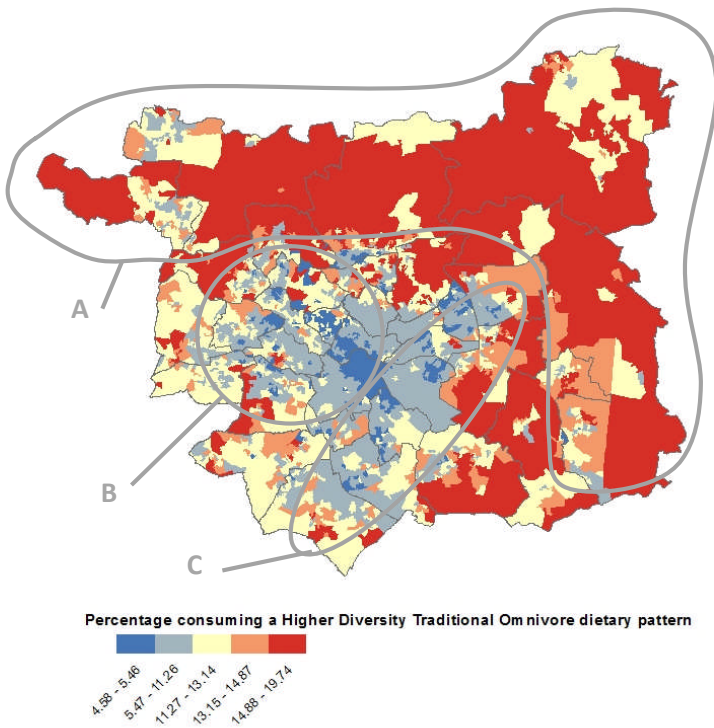 A
B
C
Percentage consuming a Higher Diversity Traditional Omnivore dietary pattern
4.58 - 5.46
5.47 - 11.26
11.27 - 13.14
13.15 - 14.87
14.88 - 19.74